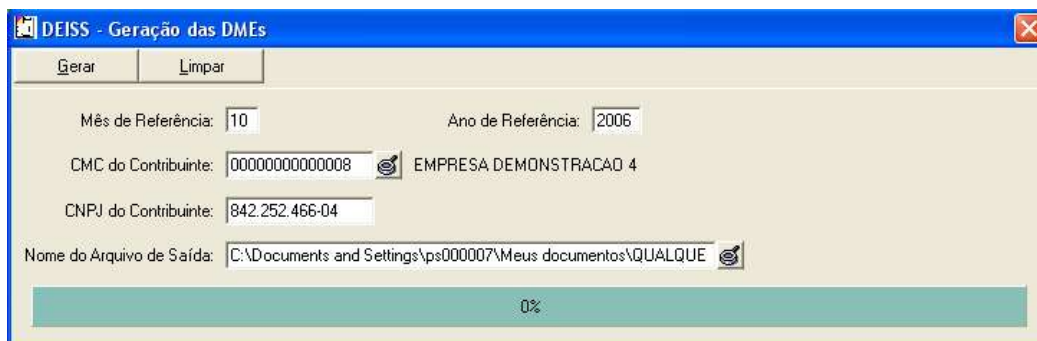 DEISS - Geração das DMEs
Gerar Limpar
Mês de Referência: 10 Ano de Referência: 2006
CMC do Contribuinte: 00000000000008 EMPRESA DEMONSTRACAO 4
CNPJ do Contribuinte: 842.252.466-04
Nome do Arquivo de Saída: C:\Documents and Settings\ps000007\Meus documentos\QUALQUE
0%